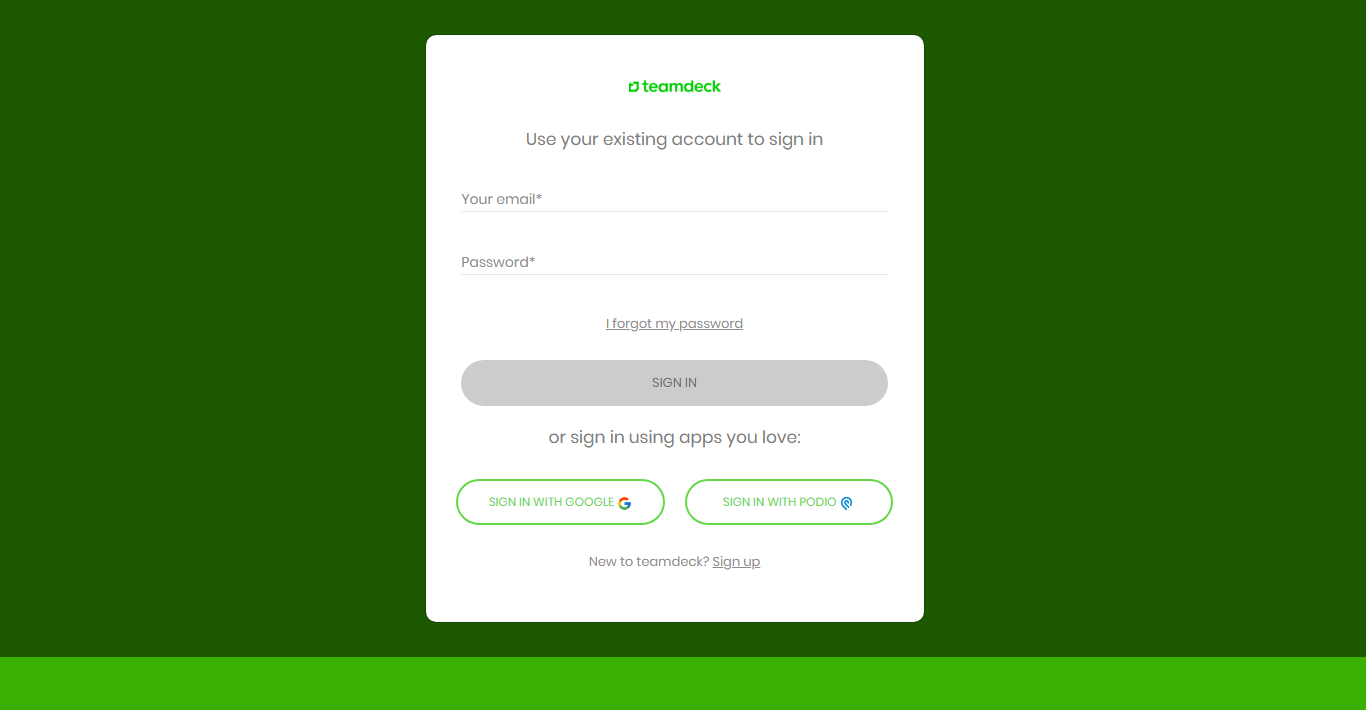 teamdeck
Use your existing account to sign in
Your email*
Password*
I forgot my password
SIGN IN
or sign in using apps you love:
SIGN IN WITH GOOGLE
SIGN IN WITH PODIO
New to teamdeck? Sign up